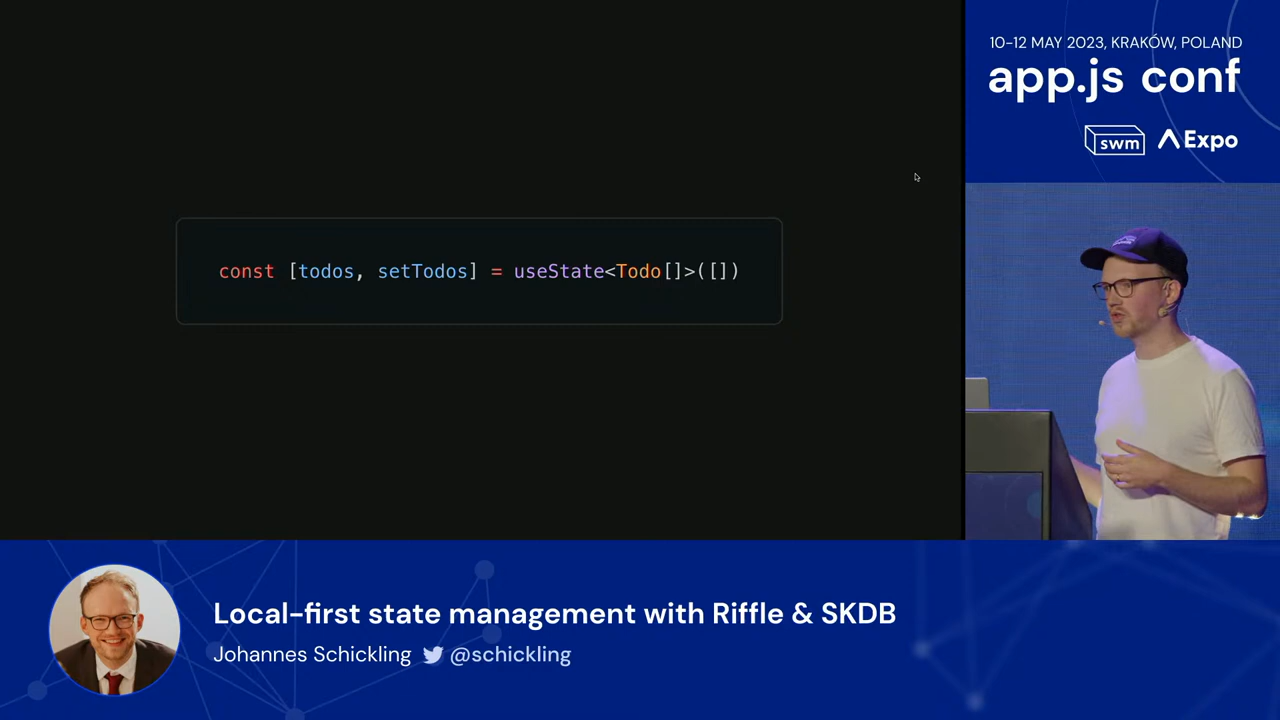 const [todos, setTodos] = useState<Todo[]>([])
10-12 MAY 2023, KRAKÓW, POLAND
app.js conf
swm Expo
Local-first state management with Riffle & SKDB
Johannes Schickling @schickling